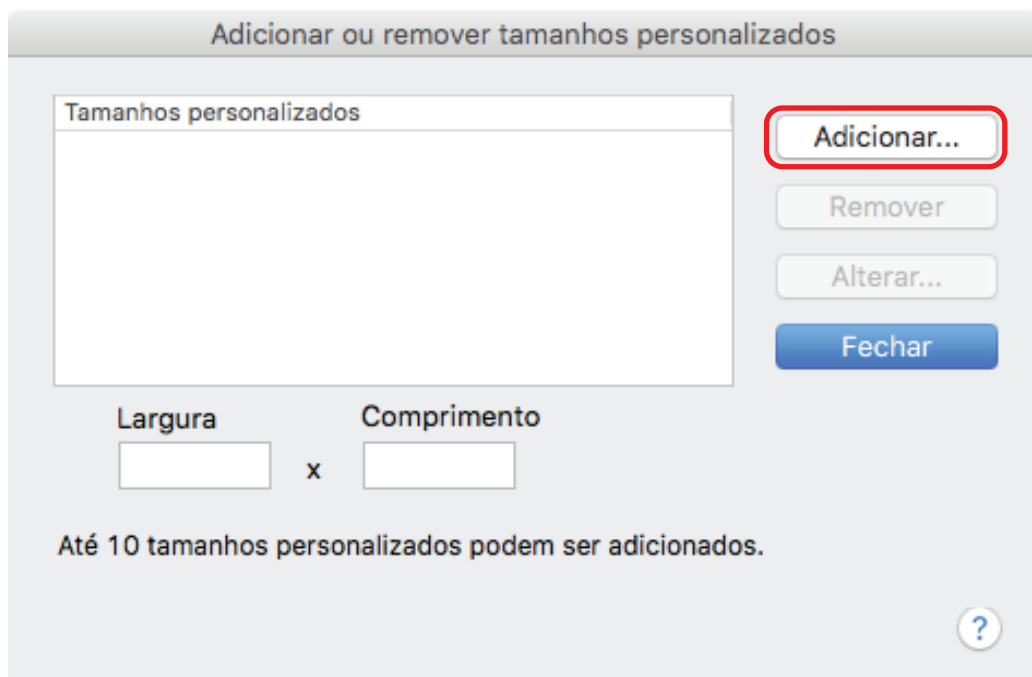 Adicionar ou remover tamanhos personalizados
Tamanhos personalizados
Adicionar...
Remover
Alterar...
Fechar
Largura
Comprimento
x
Até 10 tamanhos personalizados podem ser adicionados.
?